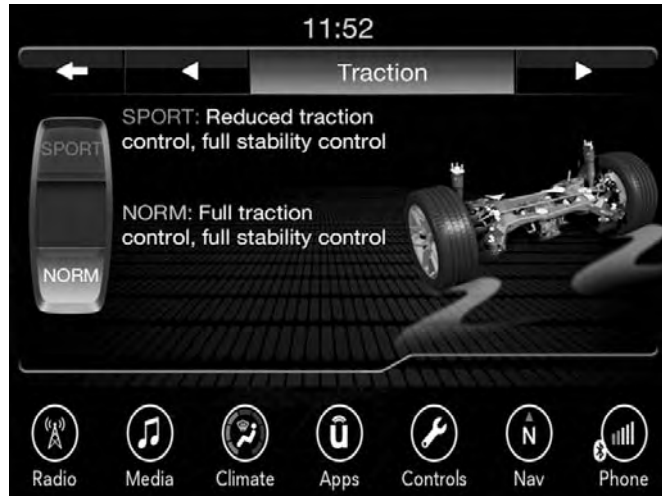 11:52
Traction
SPORT: Reduced traction
control, full stability control
SPORT
NORM: Full traction
control, full stability control
NORM
û
N
Radio
Media
Climate
Apps
Controls
Nav
Phone